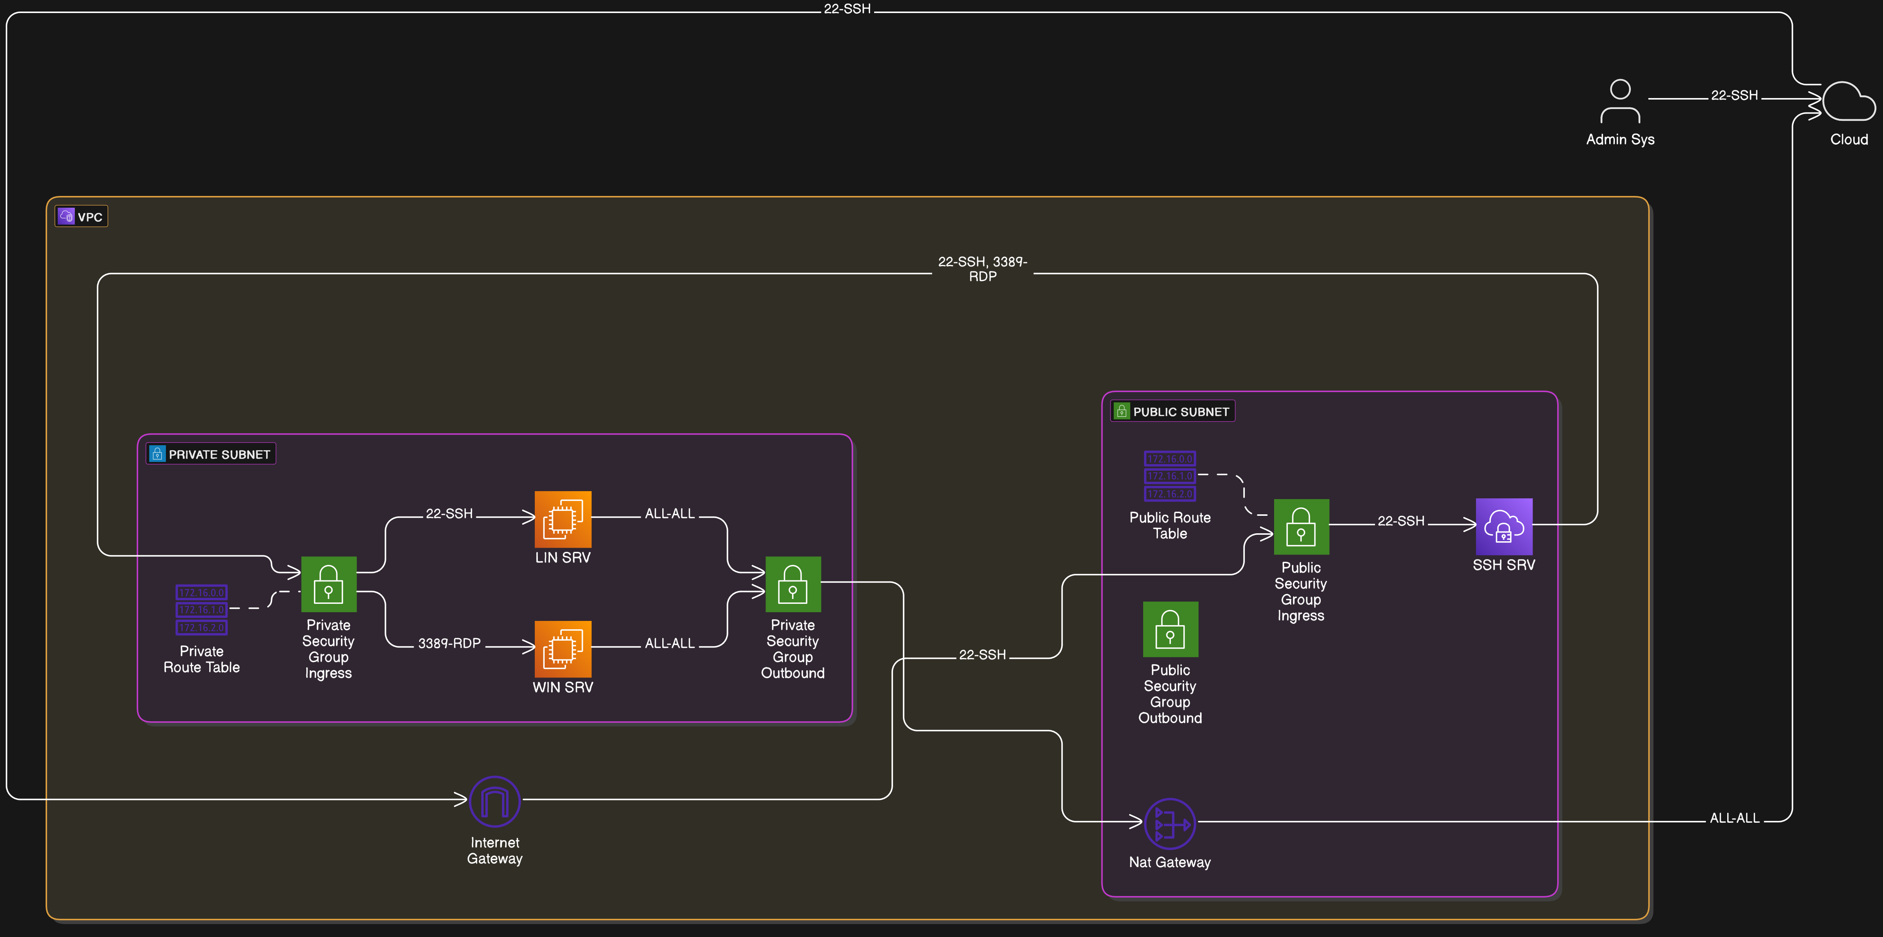 22-SSH
22-SSH
Admin Sys
Cloud
VPC
22-SSH, 3389-
RDP
PUBLIC SUBNET
PRIVATE SUBNET
172.16.0.0
172.16.1.0
172.16.2.0
Public Route
Table
22-SSH
SSH SRV
Public
Security
Group
Ingress
22-SSH
LIN SRV
ALL-ALL
172.16.0.0
172.16.1.0
172.16.2.0
Private
Route Table
Private
Security
Group
Ingress
3389-RDP
WIN SRV
ALL-ALL
Private
Security
Group
Outbound
22-SSH
Public
Security
Group
Outbound
Internet
Gateway
Nat Gateway
ALL-ALL